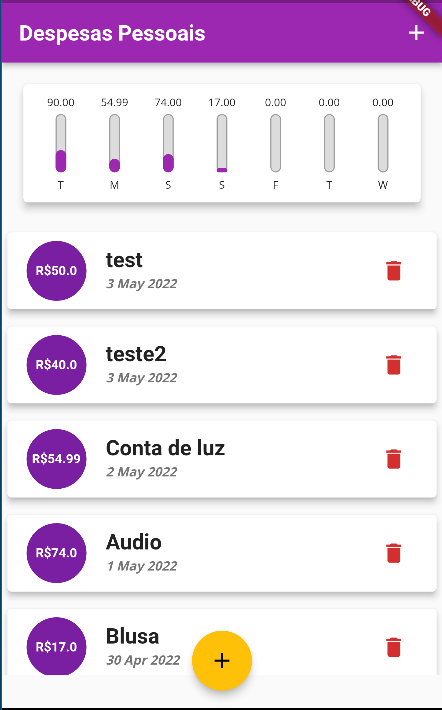 Despesas Pessoais
90.00 54.99 74.00 17.00 0.00 0.00 0.00
T M S S F T W
R$50.0
test
3 May 2022
R$40.0
teste2
3 May 2022
R$54.99
Conta de luz
2 May 2022
R$74.0
Audio
1 May 2022
R$17.0
Blusa
30 Apr 2022